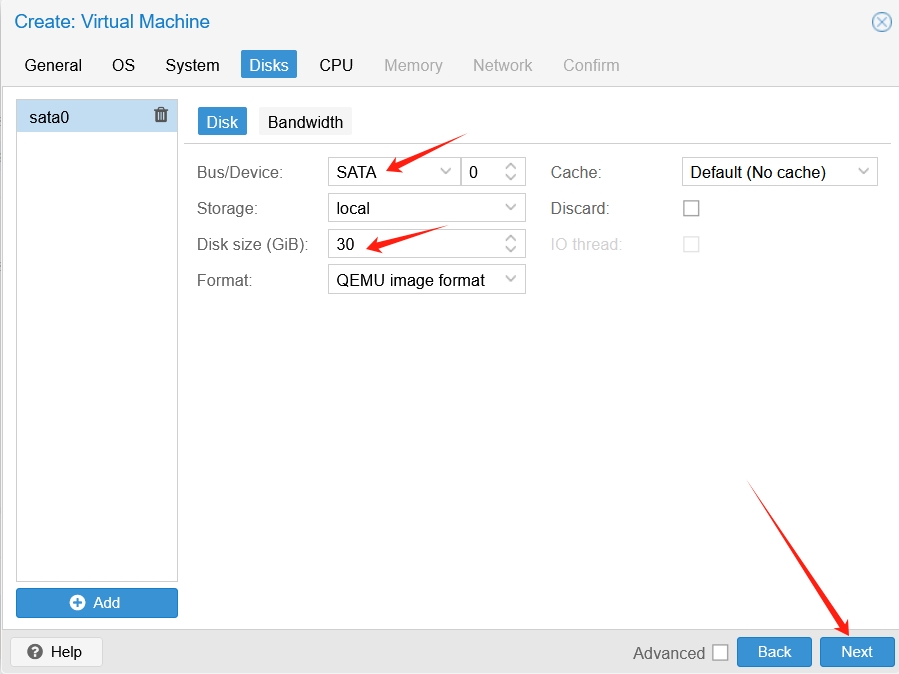 Create: Virtual Machine
General OS System Disks CPU Memory Network Confirm
sata0
Disk Bandwidth
Bus/Device: SATA 0 Cache: Default (No cache)
Storage: local Discard:
Disk size (GiB): 30 IO thread:
Format: QEMU image format
Add
Help Advanced Back Next